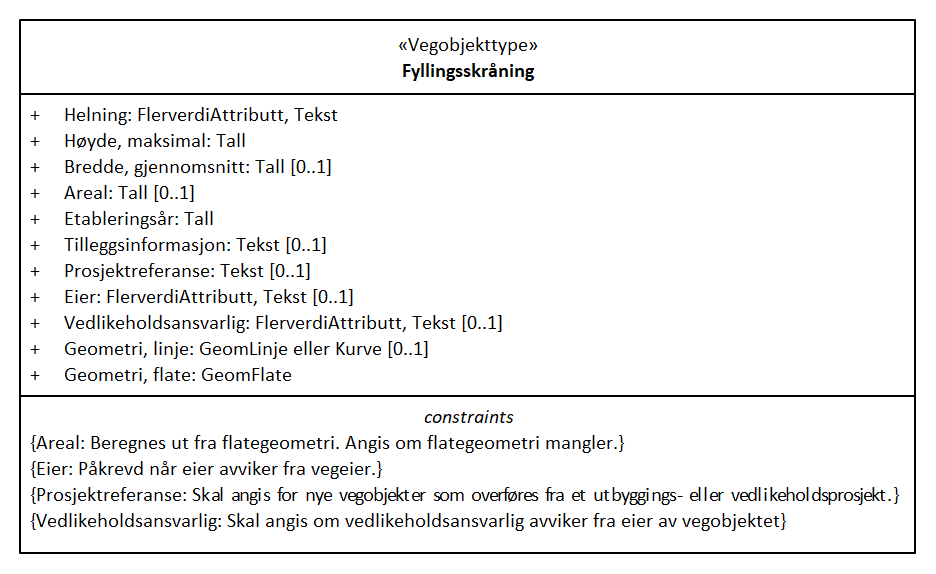 «Vegobjekttype»
Fyllingsskråning
+ Helning: FlerverdiAttributt, Tekst
+ Høyde, maksimal: Tall
+ Bredde, gjennomsnitt: Tall [0..1]
+ Areal: Tall [0..1]
+ Etableringsår: Tall
+ Tilleggsinformasjon: Tekst [0..1]
+ Prosjektreferanse: Tekst [0..1]
+ Eier: FlerverdiAttributt, Tekst [0..1]
+ Vedlikeholdsansvarlig: FlerverdiAttributt, Tekst [0..1]
+ Geometri, linje: GeomLinje eller Kurve [0..1]
+ Geometri, flate: GeomFlate
constraints
{Areal: Beregnes ut fra flategeometri. Angis om flategeometri mangler.}
{Eier: Påkrevd når eier avviker fra vegeier.}
{Prosjektreferanse: Skal angis for nye vegobjekter som overføres fra et utbyggings- eller vedlikeholdsprosjekt.}
{Vedlikeholdsansvarlig: Skal angis om vedlikeholdsansvarlig avviker fra eier av vegobjektet}